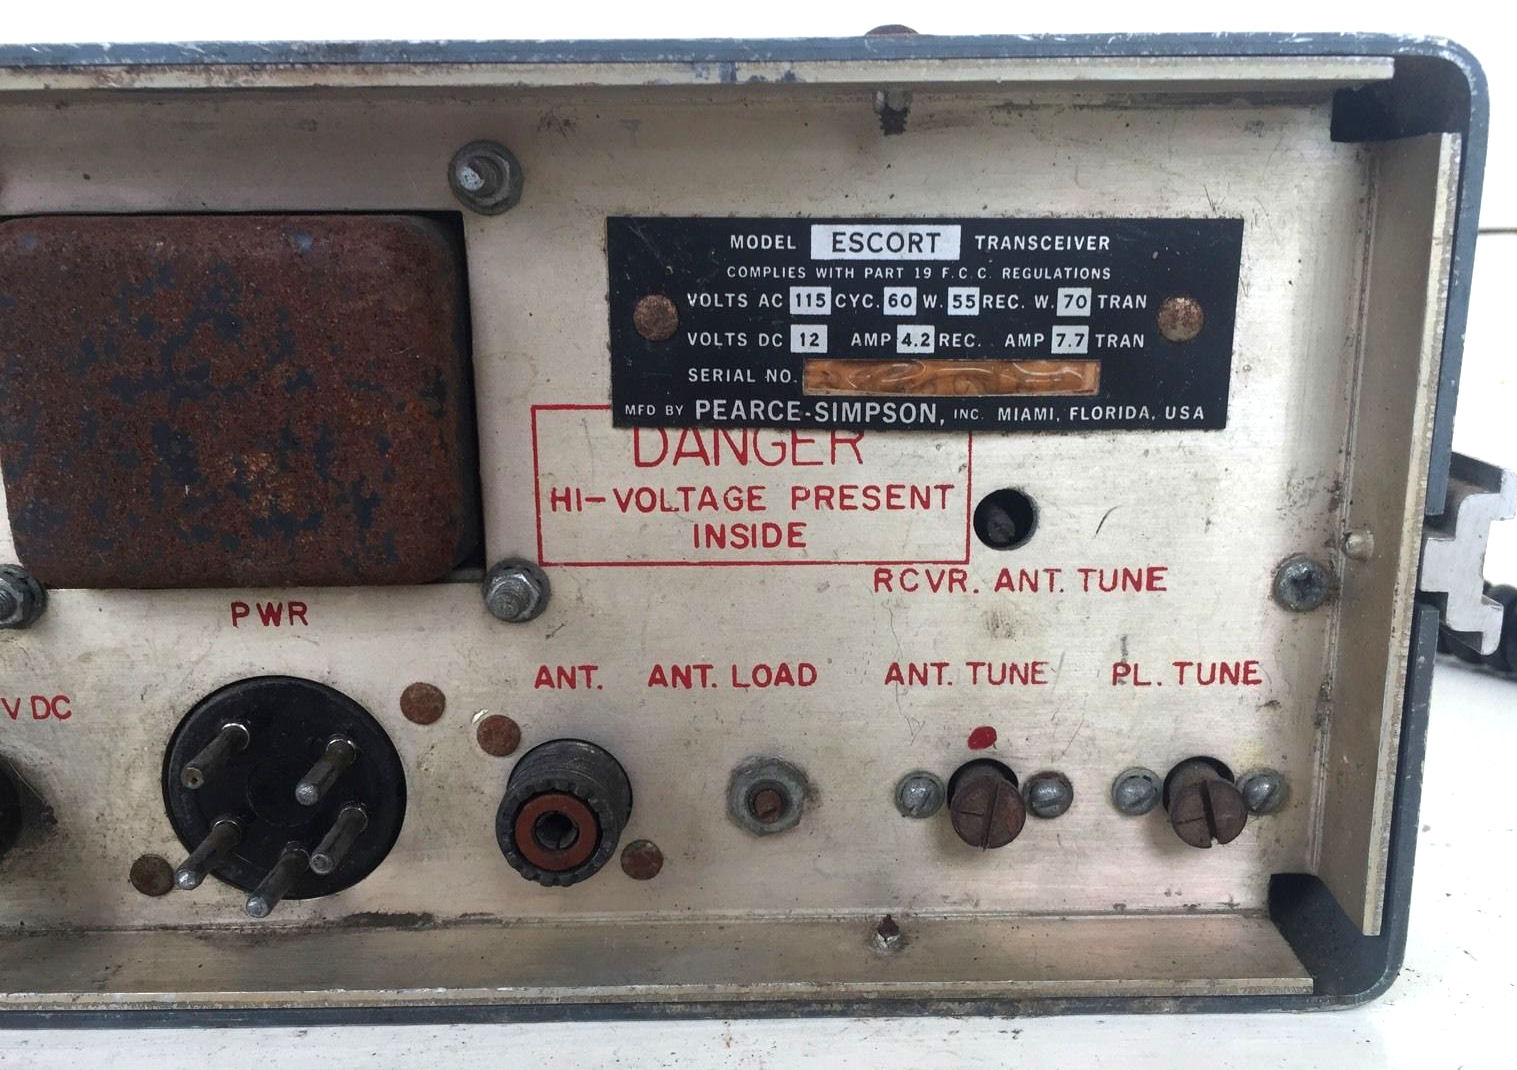 MODEL ESCORT TRANSCEIVER
COMPLIES WITH PART 19 F.C.C. REGULATIONS
VOLTS AC 115 CYC. 60 W. 55 REC. W. 70 TRAN
VOLTS DC 12 AMP 4.2 REC. AMP 7.7 TRAN
SERIAL NO.
MFD BY PEARCE-SIMPSON, INC. MIAMI, FLORIDA, USA
DANGER
HI-VOLTAGE PRESENT
INSIDE
RCVR. ANT. TUNE
PWR
V DC
ANT.
ANT. LOAD
ANT. TUNE
PL. TUNE